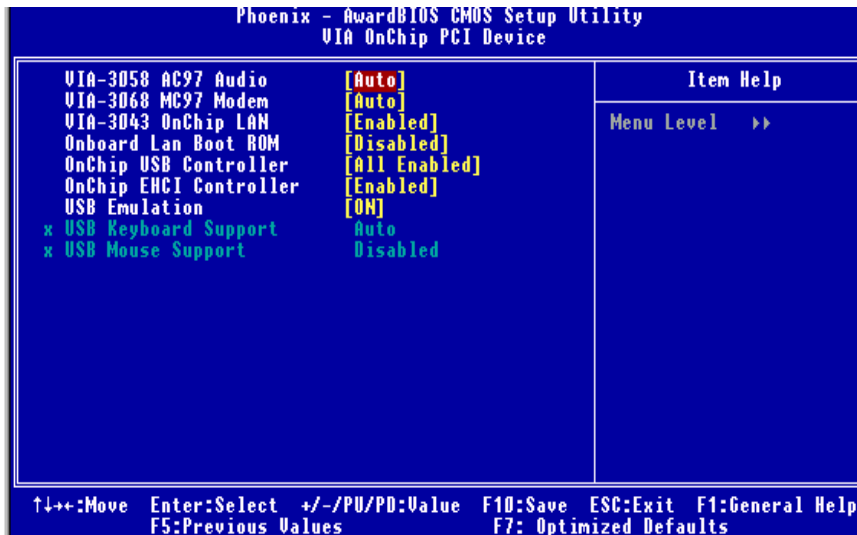 Phoenix - AwardBIOS CMOS Setup Utility
VIA OnChip PCI Device
VIA-3058 AC97 Audio [Auto]
VIA-3068 MC97 Modem [Auto]
VIA-3043 OnChip LAN [Enabled]
Onboard Lan Boot ROM [Disabled]
OnChip USB Controller [All Enabled]
OnChip EHCI Controller [Enabled]
USB Emulation [ON]
x USB Keyboard Support Auto
x USB Mouse Support Disabled
Item Help
Menu Level ▸▸
↑↓→←:Move Enter:Select +/-/PU/PD:Value F10:Save ESC:Exit F1:General Help
F5:Previous Values F7: Optimized Defaults